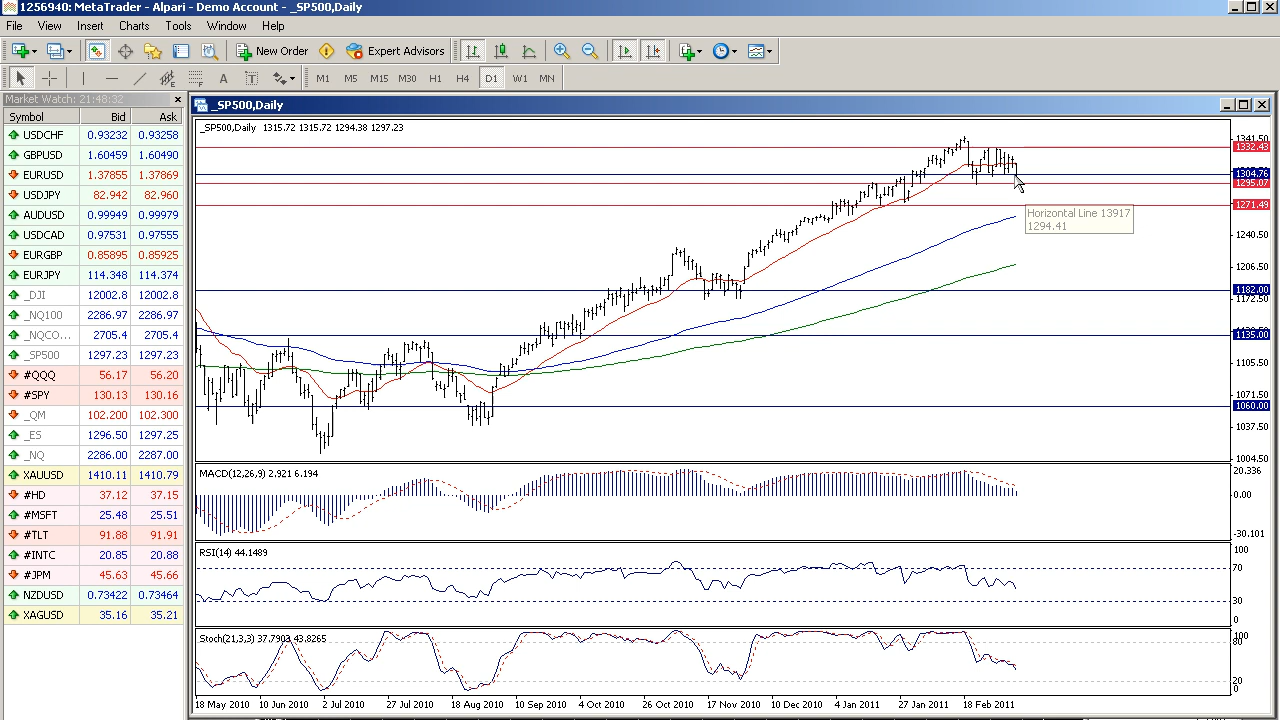 1256940: MetaTrader - Alpari - Demo Account - _SP500,Daily
File View Insert Charts Tools Window Help
New Order Expert Advisors
A T M1 M5 M15 M30 H1 H4 D1 W1 MN
Market Watch: 21:48:32
Symbol Bid Ask
USDCHF 0.93232 0.93258
GBPUSD 1.60459 1.60490
EURUSD 1.37855 1.37869
USDJPY 82.942 82.960
AUDUSD 0.99949 0.99979
USDCAD 0.97531 0.97555
EURGBP 0.85895 0.85925
EURJPY 114.348 114.374
_DJI 12002.8 12002.8
_NQ100 2286.97 2286.97
_NQCO... 2705.4 2705.4
_SP500 1297.23 1297.23
#QQQ 56.17 56.20
#SPY 130.13 130.16
_QM 102.200 102.300
_ES 1296.50 1297.25
_NQ 2286.00 2287.00
XAUUSD 1410.11 1410.79
#HD 37.12 37.15
#MSFT 25.48 25.51
#TLT 91.88 91.91
#INTC 20.85 20.88
#JPM 45.63 45.66
NZDUSD 0.73422 0.73464
XAGUSD 35.16 35.21
_SP500,Daily
_SP500,Daily 1315.72 1315.72 1294.38 1297.23
1341.50
1332.43
1304.76
1295.07
1271.49
Horizontal Line 13917
1294.41
1240.50
1206.50
1182.00
1172.50
1135.00
1105.50
1071.50
1060.00
1037.50
1004.50
MACD(12,26,9) 2.921 6.194
20.336
0.00
-30.101
RSI(14) 44.1489
100
70
30
0
Stoch(21,3,3) 37.7903 43.8265
100
80
20
0
18 May 2010 10 Jun 2010 2 Jul 2010 27 Jul 2010 18 Aug 2010 10 Sep 2010 4 Oct 2010 26 Oct 2010 17 Nov 2010 10 Dec 2010 4 Jan 2011 27 Jan 2011 18 Feb 2011